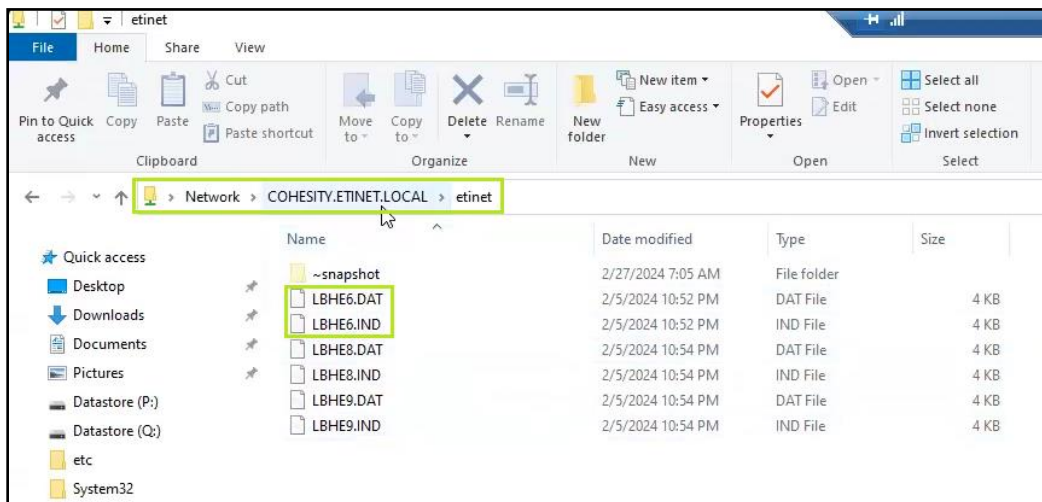 etinet
File Home Share View
Pin to Quick access
Copy
Paste
Cut
Copy path
Paste shortcut
Clipboard
Move to
Copy to
Delete
Rename
Organize
New folder
New item
Easy access
New
Properties
Open
Edit
Open
Select all
Select none
Invert selection
Select
Network > COHESITY.ETINET.LOCAL > etinet
Quick access
Desktop
Downloads
Documents
Pictures
Datastore (P:)
Datastore (Q:)
etc
System32
Name Date modified Type Size
~snapshot 2/27/2024 7:05 AM File folder
LBHE6.DAT 2/5/2024 10:52 PM DAT File 4 KB
LBHE6.IND 2/5/2024 10:52 PM IND File 4 KB
LBHE8.DAT 2/5/2024 10:54 PM DAT File 4 KB
LBHE8.IND 2/5/2024 10:54 PM IND File 4 KB
LBHE9.DAT 2/5/2024 10:54 PM DAT File 4 KB
LBHE9.IND 2/5/2024 10:54 PM IND File 4 KB